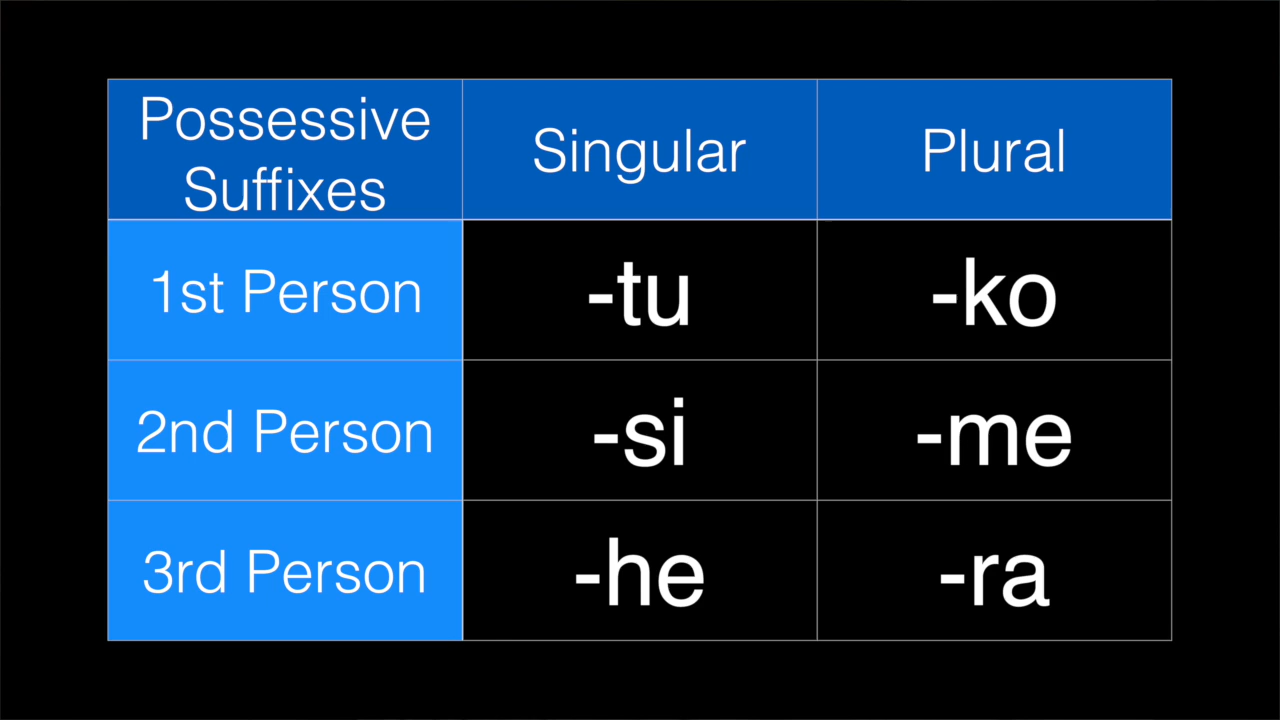 Possessive
Suffixes
Singular
Plural
1st Person
-tu
-ko
2nd Person
-si
-me
3rd Person
-he
-ra